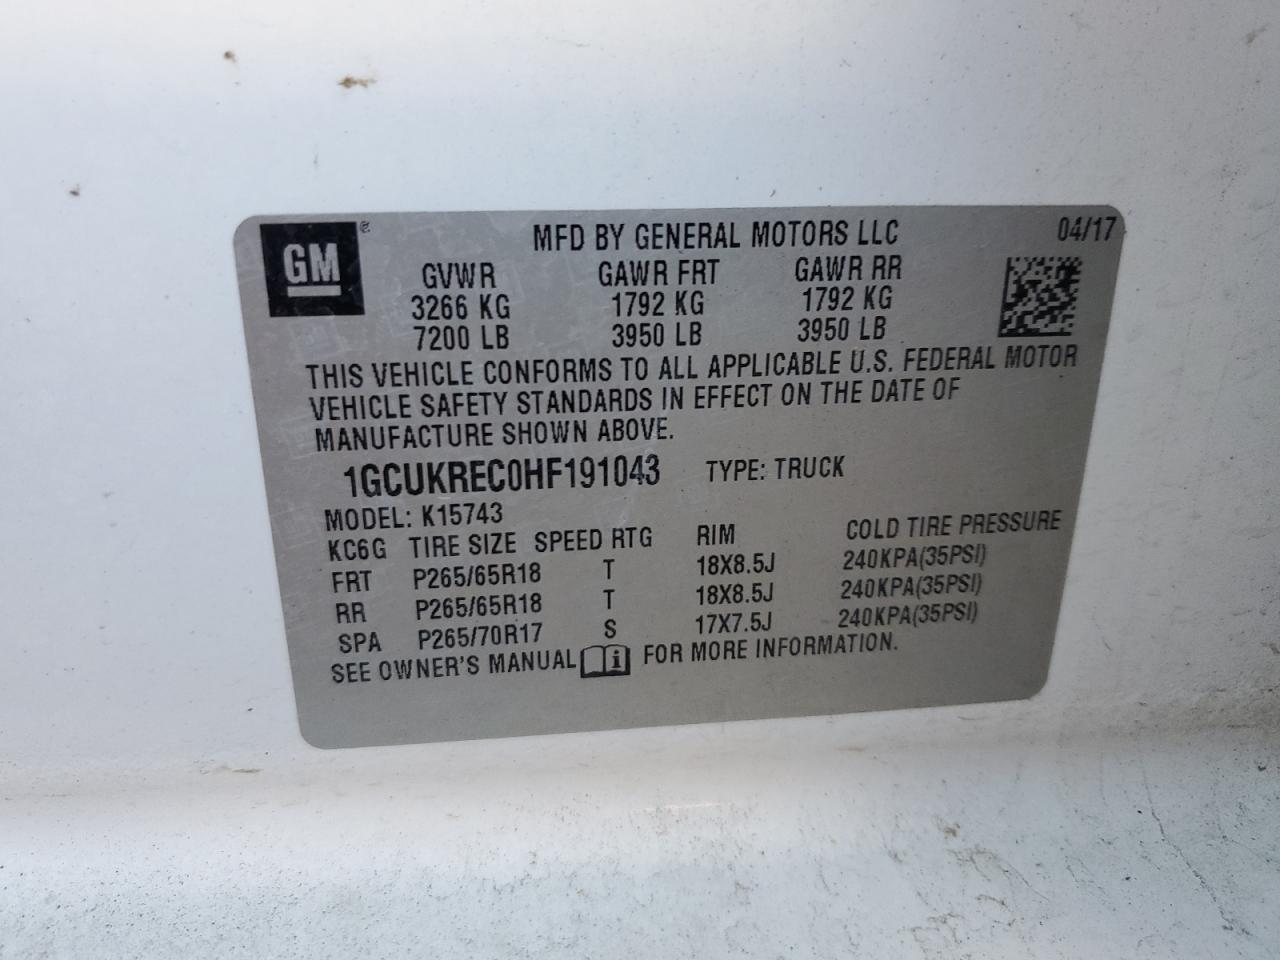 GM®
MFD BY GENERAL MOTORS LLC 04/17
GVWR GAWR FRT GAWR RR
3266 KG 1792 KG 1792 KG
7200 LB 3950 LB 3950 LB
THIS VEHICLE CONFORMS TO ALL APPLICABLE U.S. FEDERAL MOTOR
VEHICLE SAFETY STANDARDS IN EFFECT ON THE DATE OF
MANUFACTURE SHOWN ABOVE.
1GCUKREC0HF191043 TYPE: TRUCK
MODEL: K15743
KC6G TIRE SIZE SPEED RTG RIM COLD TIRE PRESSURE
FRT P265/65R18 T 18X8.5J 240KPA(35PSI)
RR P265/65R18 T 18X8.5J 240KPA(35PSI)
SPA P265/70R17 S 17X7.5J 240KPA(35PSI)
SEE OWNER'S MANUAL i FOR MORE INFORMATION.